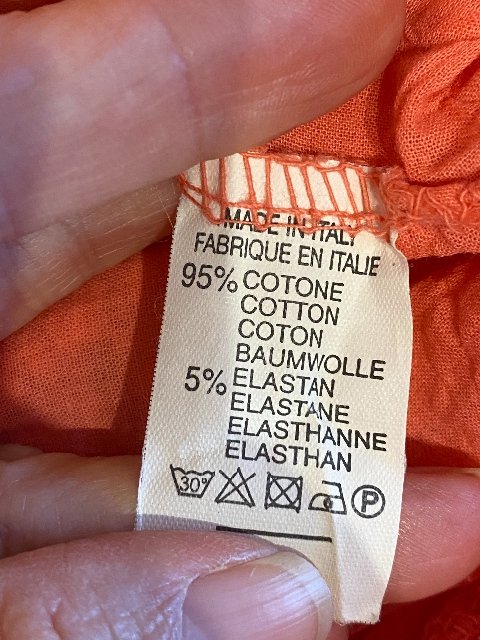 MADE IN ITALY
FABRIQUE EN ITALIE
95% COTONE
COTTON
COTON
BAUMWOLLE
5% ELASTAN
ELASTANE
ELASTHANNE
ELASTHAN
30° P